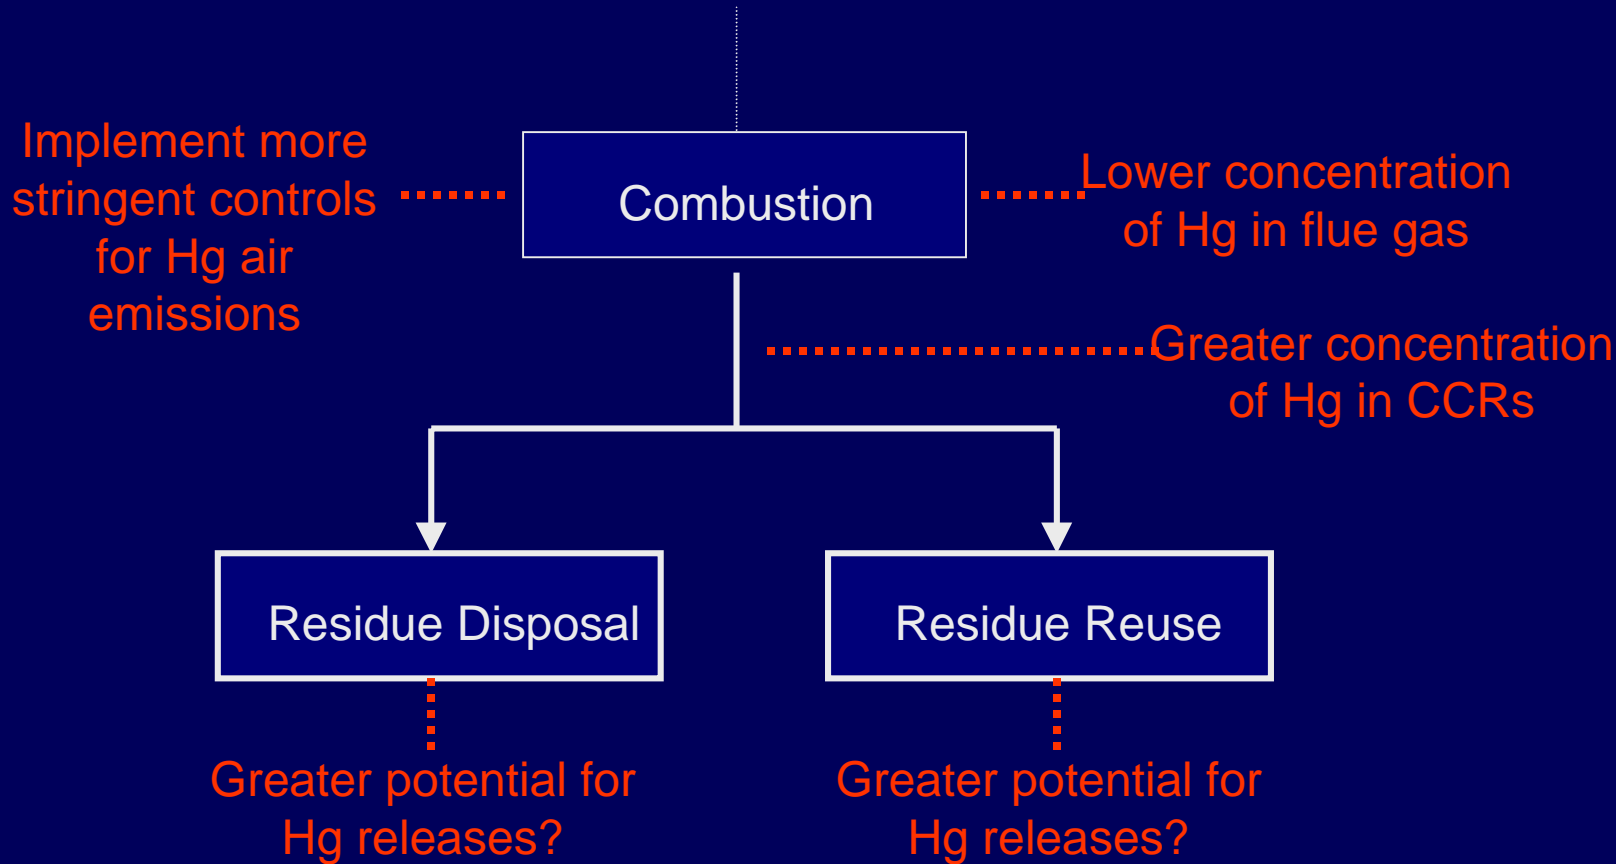 Implement more
stringent controls
for Hg air
emissions
Combustion
Lower concentration
of Hg in flue gas
Greater concentration
of Hg in CCRs
Residue Disposal
Residue Reuse
Greater potential for
Hg releases?
Greater potential for
Hg releases?